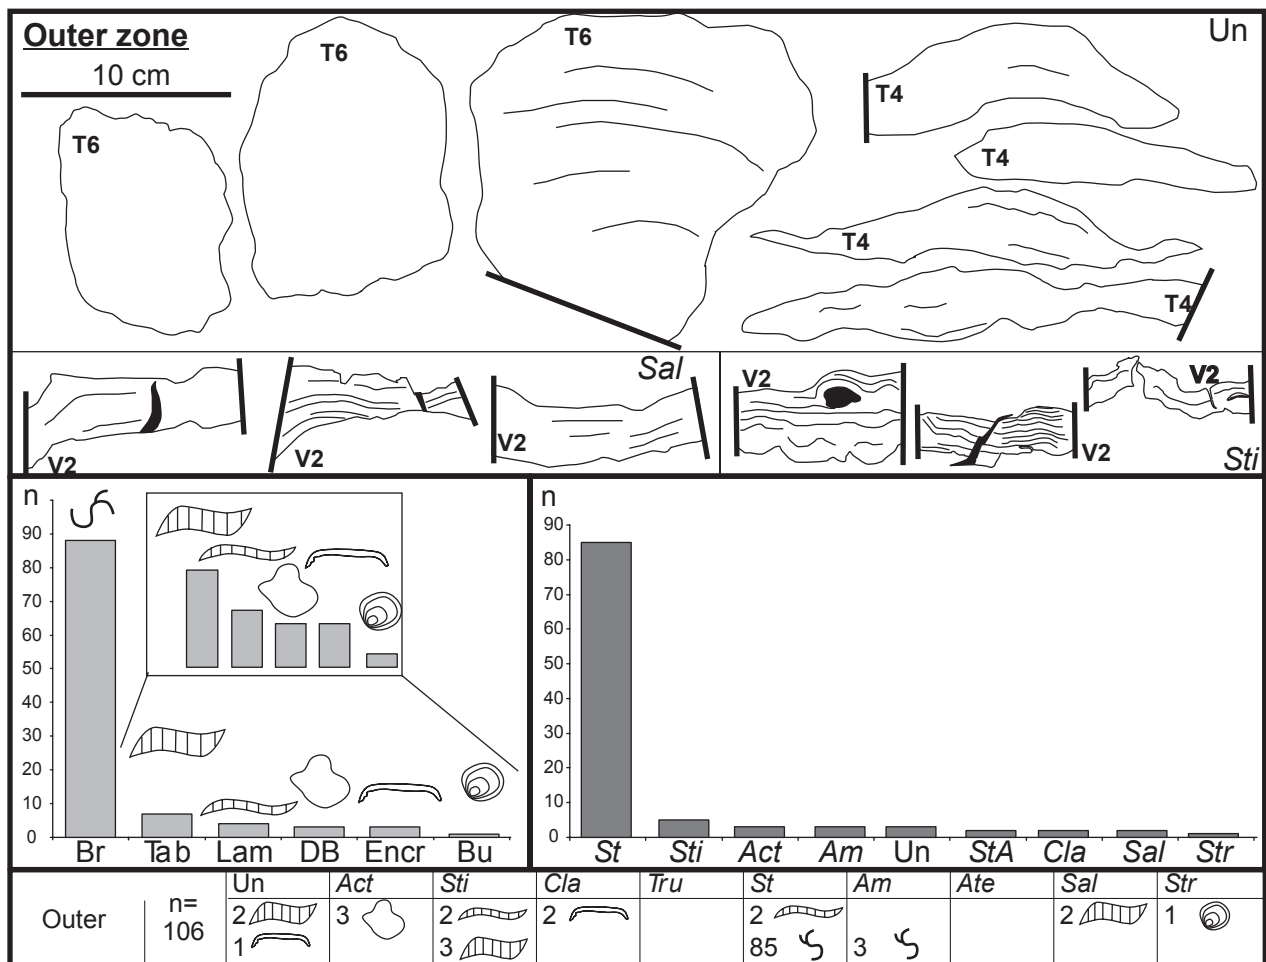 Outer zone
10 cm
Un
T6
T6
T6
T4
T4
T4
T4
Sal
V2
V2
V2
V2
V2
V2
Sti
n
90
80
70
60
50
40
30
20
10
0
Br Tab Lam DB Encr Bu
n
90
80
70
60
50
40
30
20
10
0
St Sti Act Am Un StA Cla Sal Str
Un Act Sti Cla Tru St Am Ate Sal Str
Outer n= 106
2 3 2 2 2 2 1
1 3 85 3